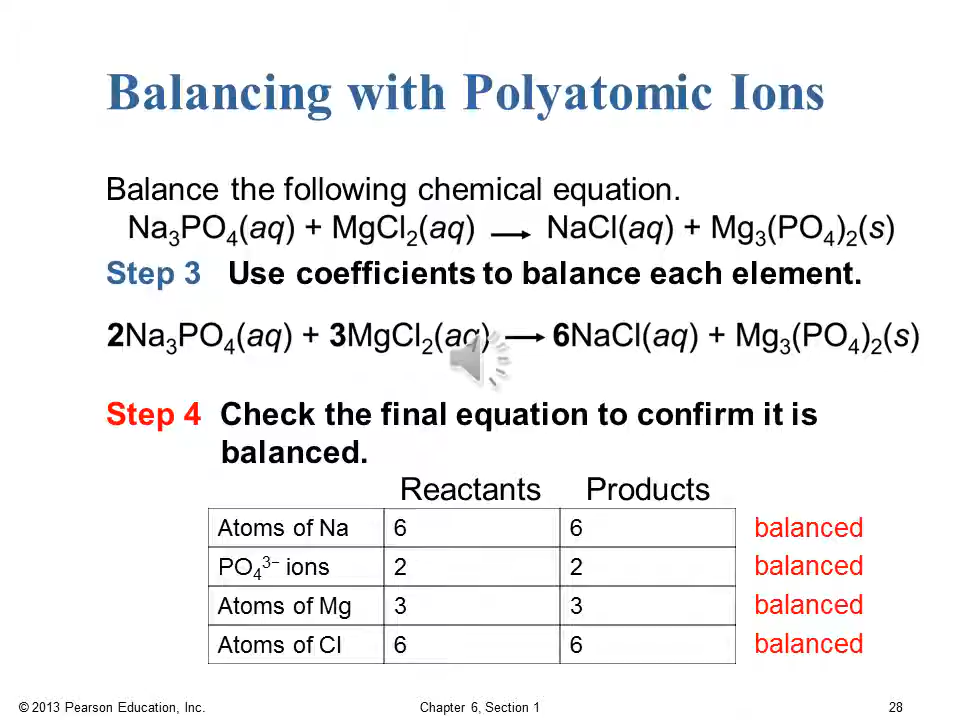 Balancing with Polyatomic Ions
Balance the following chemical equation.
Na₃PO₄(aq) + MgCl₂(aq) → NaCl(aq) + Mg₃(PO₄)₂(s)
Step 3 Use coefficients to balance each element.
2Na₃PO₄(aq) + 3MgCl₂(aq) → 6NaCl(aq) + Mg₃(PO₄)₂(s)
Step 4 Check the final equation to confirm it is
balanced.
Reactants Products
Atoms of Na 6 6 balanced
PO₄³⁻ ions 2 2 balanced
Atoms of Mg 3 3 balanced
Atoms of Cl 6 6 balanced
© 2013 Pearson Education, Inc. Chapter 6, Section 1 28